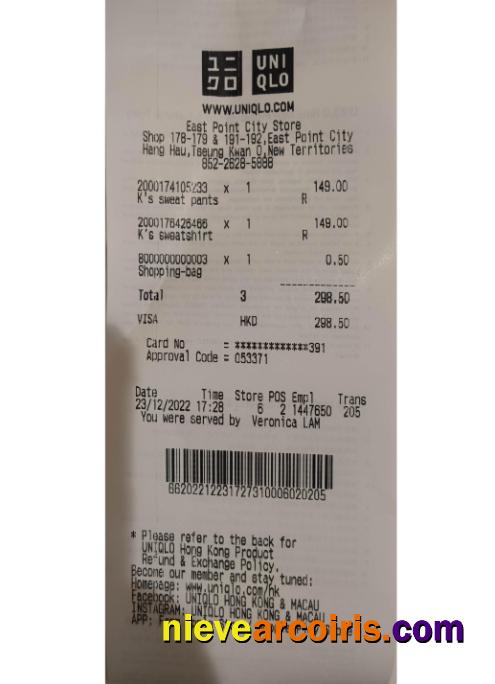 ユニ
クロ
UNI
QLO
WWW.UNIQLO.COM
East Point City Store
Shop 178-179 & 191-192,East Point City
Hang Hau,Tseung Kwan O,New Territories
852-2628-5888
2000174105233 x 1 149.00
K's sweat pants R
2000176426466 x 1 149.00
K's sweatshirt R
8000000000003 x 1 0.50
Shopping-bag
Total 3 298.50
VISA HKD 298.50
Card No = *************391
Approval Code = 053371
Date Time Store POS Empl Trans
23/12/2022 17:28 6 2 1447650 205
You were served by Veronica LAM
66202212231727310006020205
* Please refer to the back for
UNIQLO Hong Kong Product
Refund & Exchange Policy.
Become our member and stay tuned:
Homepage: www.uniqlo.com/hk
Facebook: UNIQLO HONG KONG & MACAU
INSTAGRAM: UNIQLO HONG KONG & MACAU
APP:
nievearcoiris.com